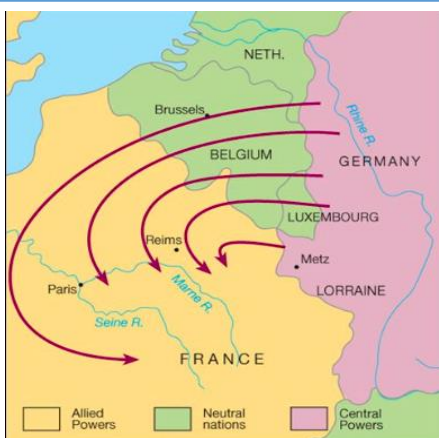 NETH.
Brussels
Rhine R.
BELGIUM
GERMANY
LUXEMBOURG
Reims
Metz
Marne R.
Paris
LORRAINE
Seine R.
FRANCE
Allied
Powers
Neutral
nations
Central
Powers